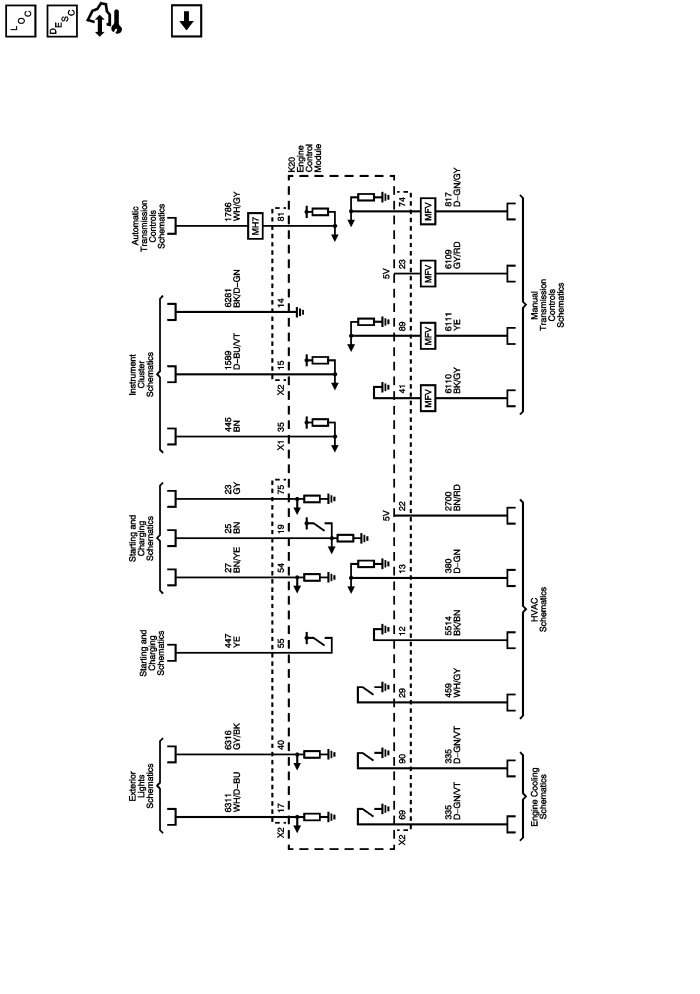 LOC
DESC
K20
Engine
Control
Module
Automatic
Transmission
Controls
Schematics
1786
WH/GY
MH7
81
Instrument
Cluster
Schematics
6281
BK/D-GN
14
1589
D-BU/VT
15
X2
445
BN
35
X1
Starting and
Charging
Schematics
23
GY
75
25
BN
19
27
BN/YE
54
Starting and
Charging
Schematics
447
YE
55
Exterior
Lights
Schematics
6316
GY/BK
40
6311
WH/D-BU
17
X2
74
MFV
817
D-GN/GY
5V
23
MFV
6109
GY/RD
89
MFV
6111
YE
41
MFV
6110
BK/GY
Manual
Transmission
Controls
Schematics
5V
22
2700
BN/RD
13
380
D-GN
12
5514
BK/BN
29
459
WH/GY
HVAC
Schematics
90
335
D-GN/VT
69
335
D-GN/VT
X2
Engine Cooling
Schematics